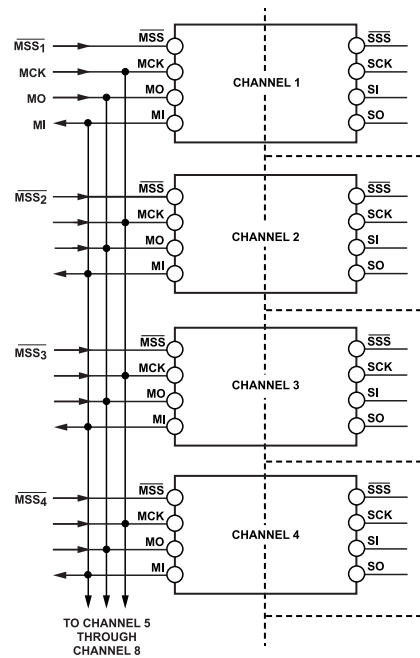 MSS1 MSS SSS
MCK MCK CHANNEL 1 SCK
MO MO SI
MI MI SO
MSS2 MSS SSS
MCK SCK
CHANNEL 2
MO SI
MI SO
MSS3 MSS SSS
MCK SCK
CHANNEL 3
MO SI
MI SO
MSS4 MSS SSS
MCK SCK
CHANNEL 4
MO SI
MI SO
TO CHANNEL 5
THROUGH
CHANNEL 8